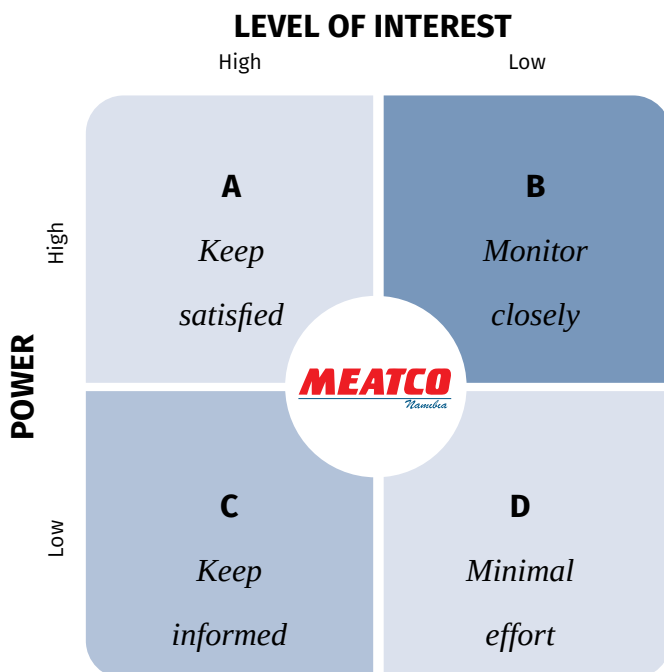 LEVEL OF INTEREST
High Low
A
Keep
satisfied
B
Monitor
closely
High
POWER
Low
MEATCO
Namibia
C
Keep
informed
D
Minimal
effort